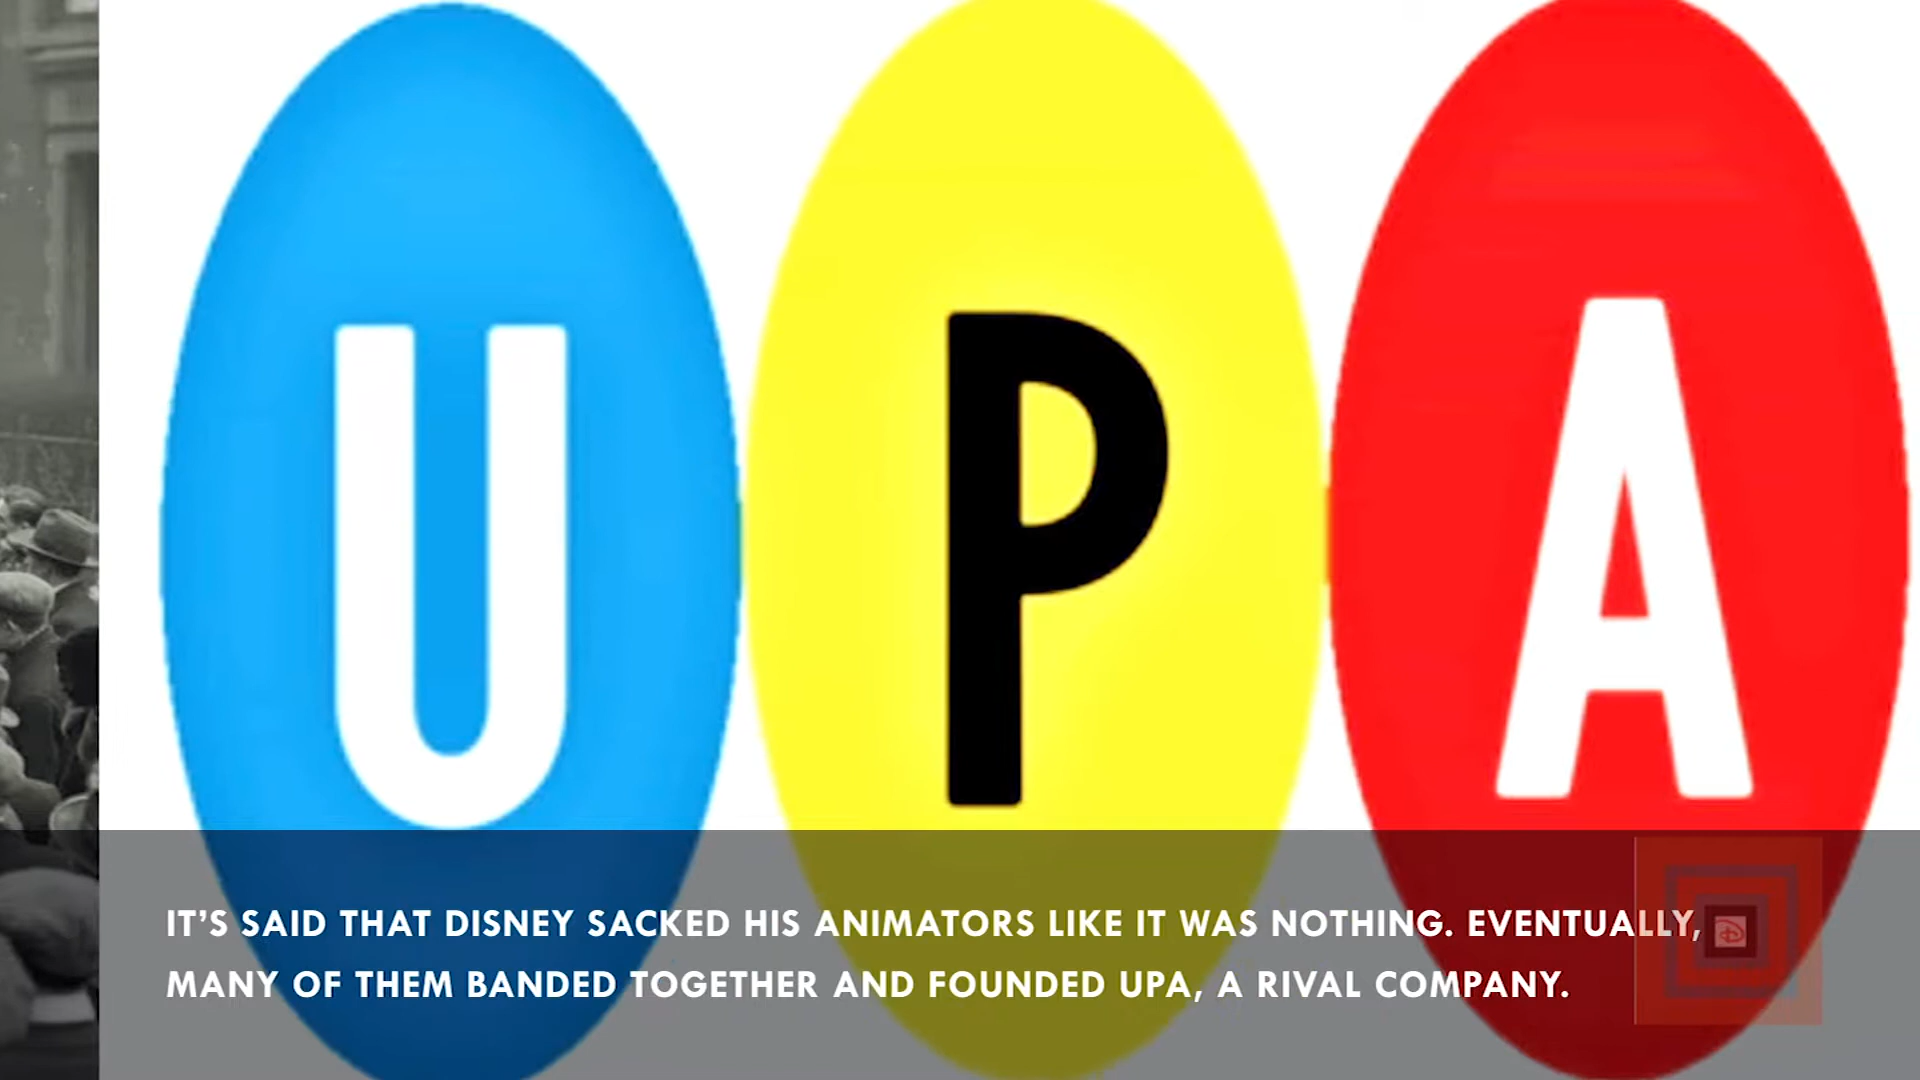 U P A
IT'S SAID THAT DISNEY SACKED HIS ANIMATORS LIKE IT WAS NOTHING. EVENTUALLY,
MANY OF THEM BANDED TOGETHER AND FOUNDED UPA, A RIVAL COMPANY.
D